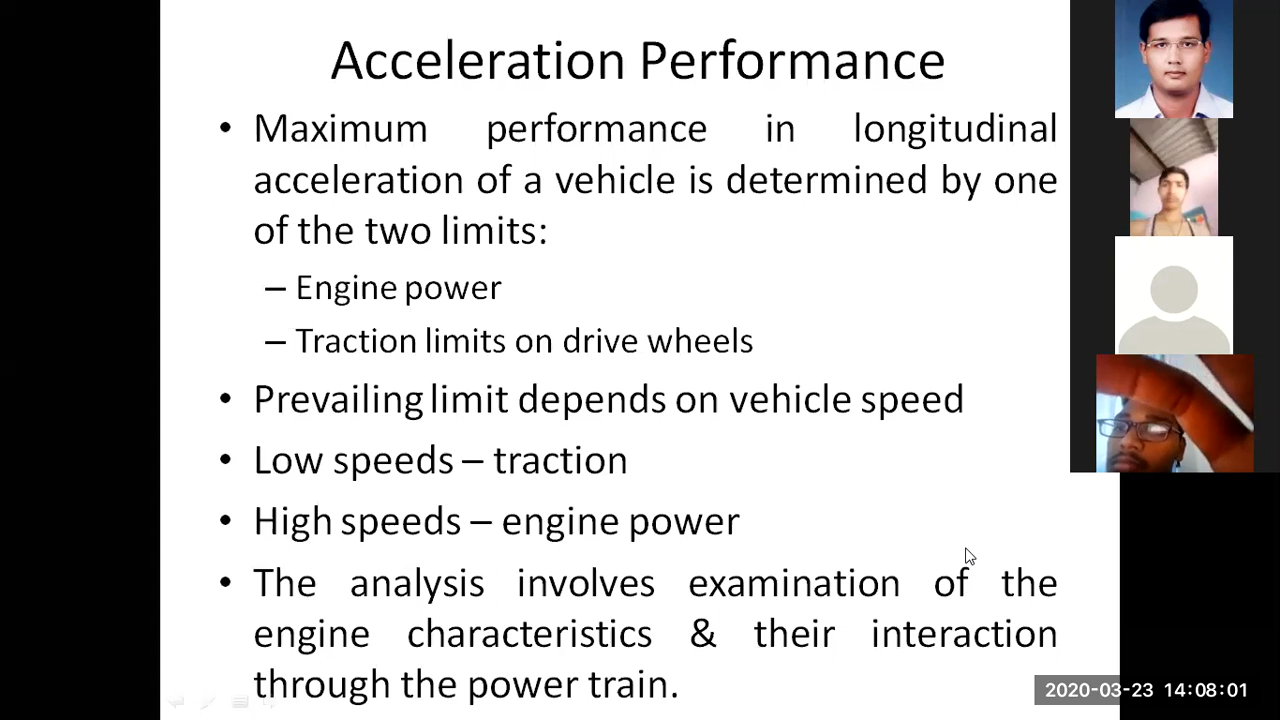 Acceleration Performance
• Maximum performance in longitudinal
acceleration of a vehicle is determined by one
of the two limits:
– Engine power
– Traction limits on drive wheels
• Prevailing limit depends on vehicle speed
• Low speeds – traction
• High speeds – engine power
• The analysis involves examination of the
engine characteristics & their interaction
through the power train.
2020-03-23 14:08:01